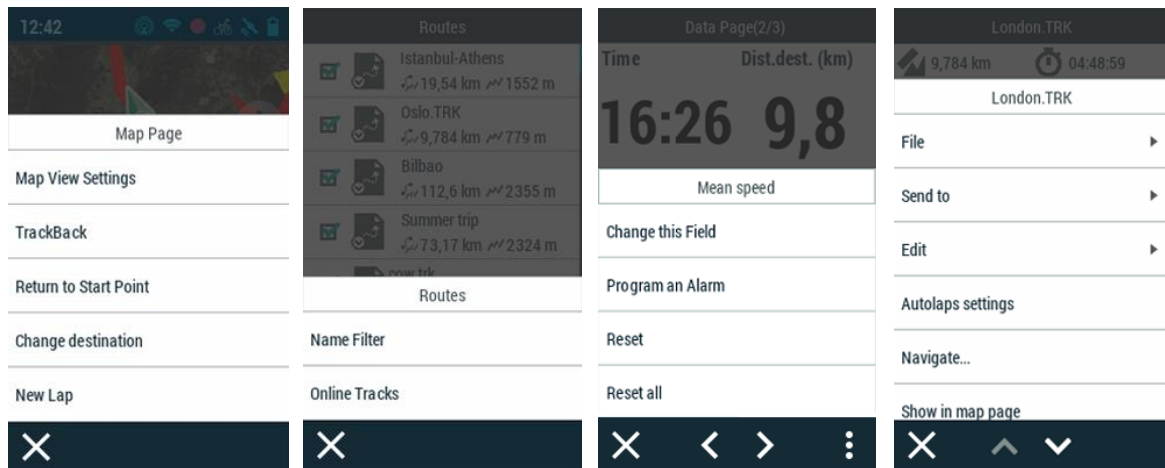 12:42
Map Page
Map View Settings
TrackBack
Return to Start Point
Change destination
New Lap
Routes
Istanbul-Athens
19,54 km 1552 m
Oslo.TRK
9,784 km 779 m
Bilbao
112,6 km 2355 m
Summer trip
73,17 km 2324 m
cow.trk
Routes
Name Filter
Online Tracks
Data Page(2/3)
Time Dist.dest. (km)
16:26 9,8
Mean speed
Change this Field
Program an Alarm
Reset
Reset all
London.TRK
9,784 km 04:48:59
London.TRK
File
Send to
Edit
Autolaps settings
Navigate...
Show in map page